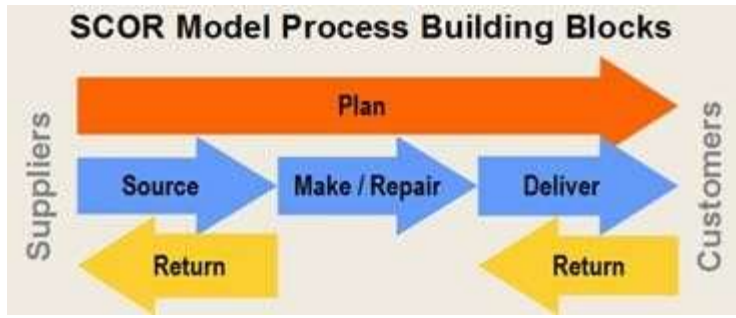 SCOR Model Process Building Blocks
Suppliers
Plan
Source
Make / Repair
Deliver
Return
Return
Customers